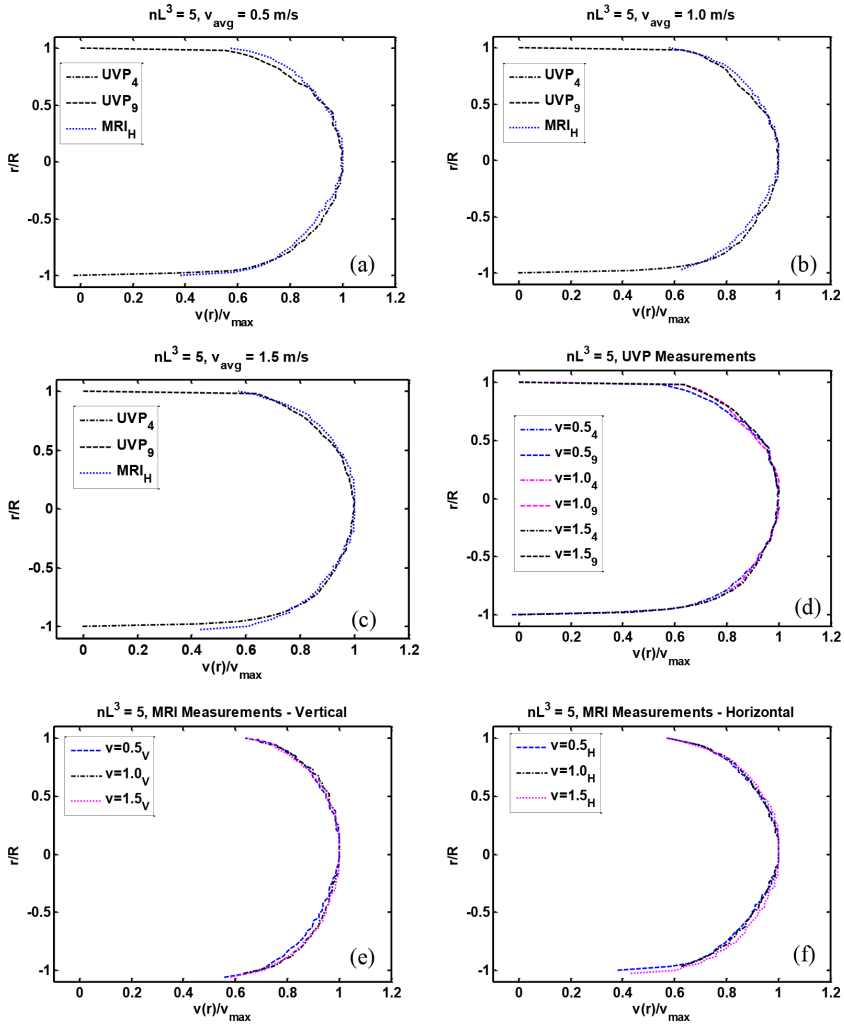 nL³ = 5, v_avg = 0.5 m/s
1
0.5
0
-0.5
-1
r/R
UVP₄
UVP₉
MRI_H
(a)
0 0.2 0.4 0.6 0.8 1 1.2
v(r)/v_max
nL³ = 5, v_avg = 1.0 m/s
1
0.5
0
-0.5
-1
r/R
UVP₄
UVP₉
MRI_H
(b)
0 0.2 0.4 0.6 0.8 1 1.2
v(r)/v_max
nL³ = 5, v_avg = 1.5 m/s
1
0.5
0
-0.5
-1
r/R
UVP₄
UVP₉
MRI_H
(c)
0 0.2 0.4 0.6 0.8 1 1.2
v(r)/v_max
nL³ = 5, UVP Measurements
1
0.5
0
-0.5
-1
r/R
v=0.5₄
v=0.5₉
v=1.0₄
v=1.0₉
v=1.5₄
v=1.5₉
(d)
0 0.2 0.4 0.6 0.8 1 1.2
v(r)/v_max
nL³ = 5, MRI Measurements - Vertical
1
0.5
0
-0.5
-1
r/R
v=0.5_V
v=1.0_V
v=1.5_V
(e)
0 0.2 0.4 0.6 0.8 1 1.2
v(r)/v_max
nL³ = 5, MRI Measurements - Horizontal
1
0.5
0
-0.5
-1
r/R
v=0.5_H
v=1.0_H
v=1.5_H
(f)
0 0.2 0.4 0.6 0.8 1 1.2
v(r)/v_max